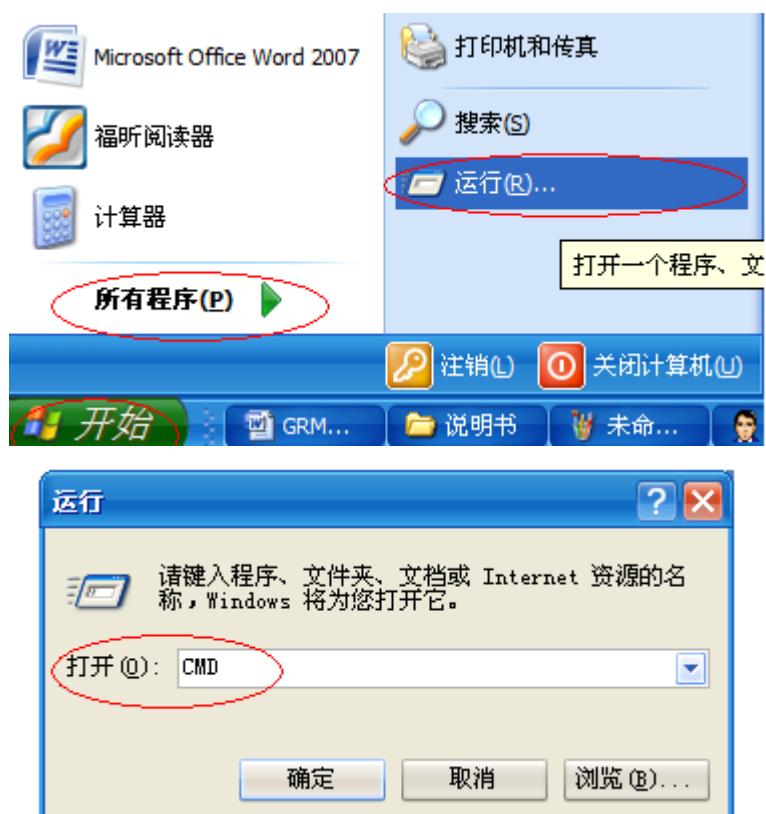 Microsoft Office Word 2007
打印机和传真
福昕阅读器
搜索(S)
运行(R)...
计算器
打开一个程序、文
所有程序(P)
注销(L)
关闭计算机(U)
开始
GRM...
说明书
未命...
运行
请键入程序、文件夹、文档或 Internet 资源的名
称,Windows 将为您打开它。
打开(O): CMD
确定
取消
浏览(B)...